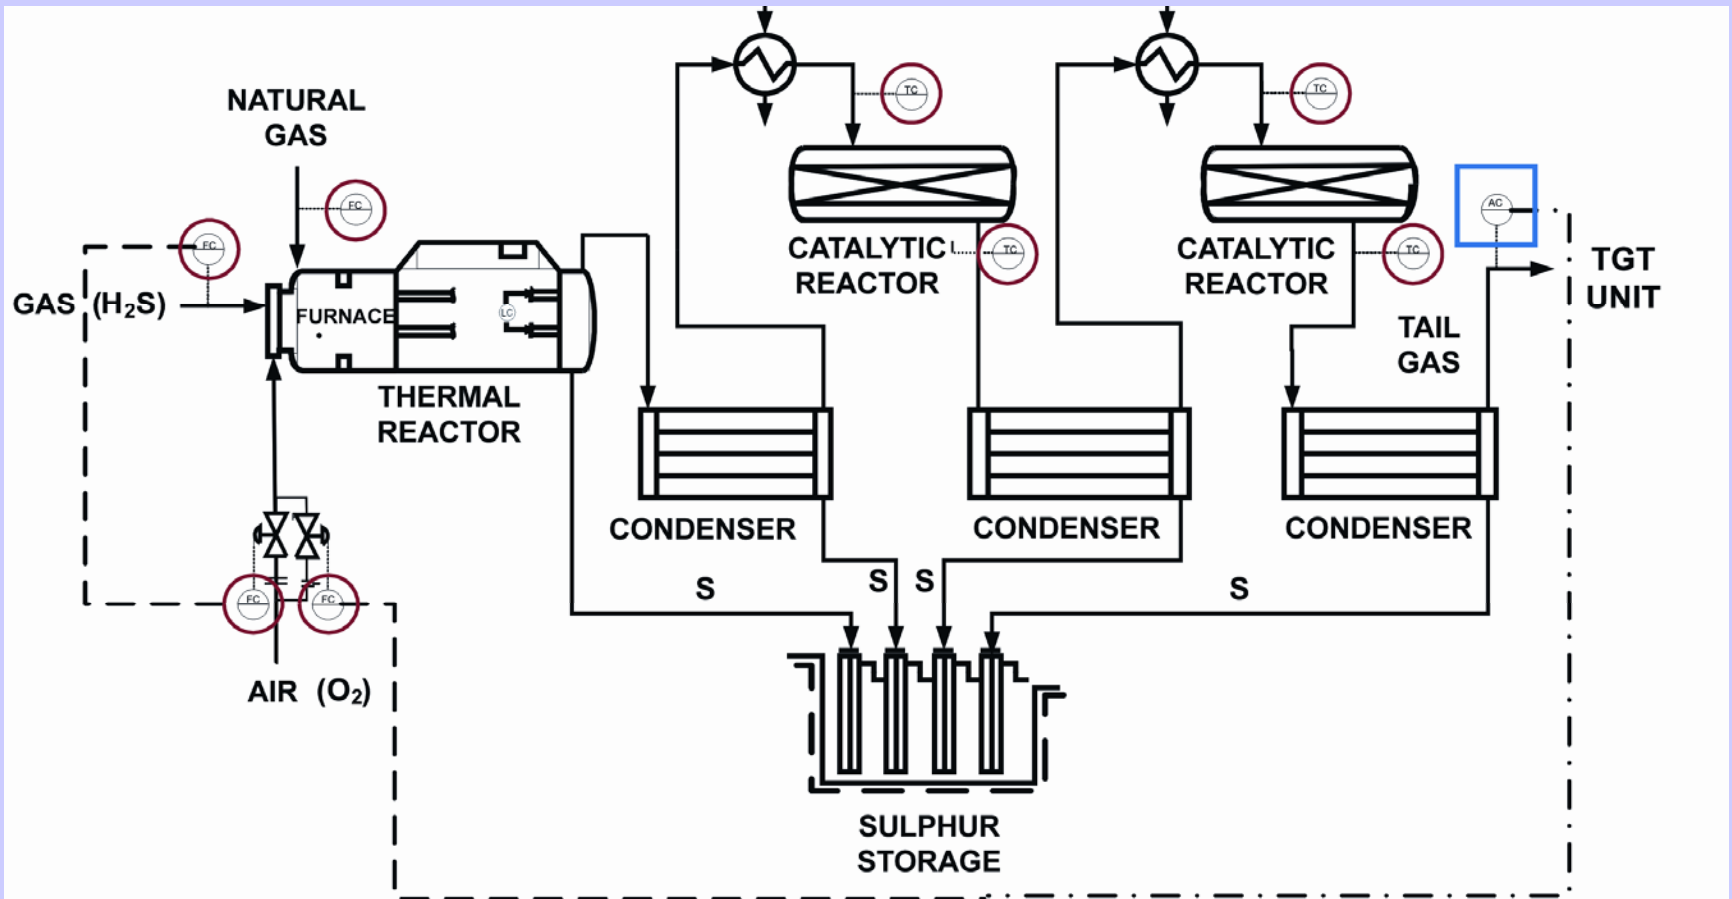 NATURAL
GAS
FC
FC
GAS (H₂S)
FURNACE
LC
THERMAL
REACTOR
FC
FC
AIR (O₂)
TC
CATALYTIC
REACTOR
TC
TC
CATALYTIC
REACTOR
TC
AC
TGT
UNIT
TAIL
GAS
CONDENSER
CONDENSER
CONDENSER
S
S
S
S
SULPHUR
STORAGE